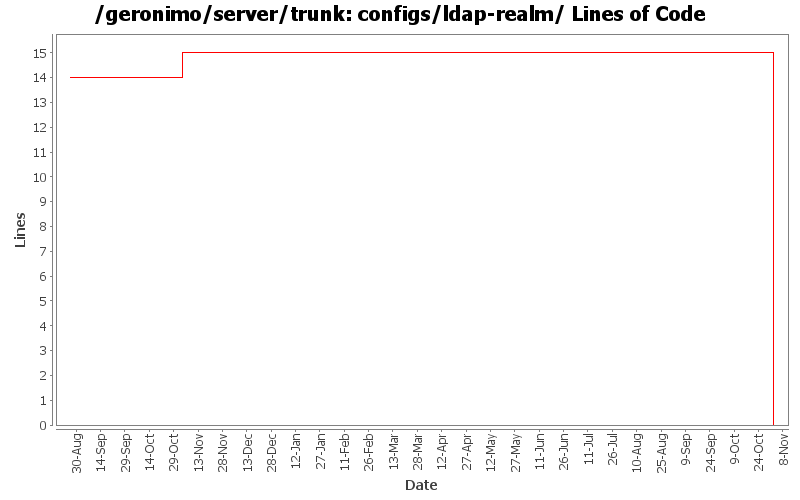 /geronimo/server/trunk: configs/ldap-realm/ Lines of Code
Lines
15
14
13
12
11
10
9
8
7
6
5
4
3
2
1
0
30-Aug
14-Sep
29-Sep
14-Oct
29-Oct
13-Nov
28-Nov
13-Dec
28-Dec
12-Jan
27-Jan
11-Feb
26-Feb
13-Mar
28-Mar
12-Apr
27-Apr
12-May
27-May
11-Jun
26-Jun
11-Jul
26-Jul
10-Aug
25-Aug
9-Sep
24-Sep
9-Oct
24-Oct
8-Nov
Date